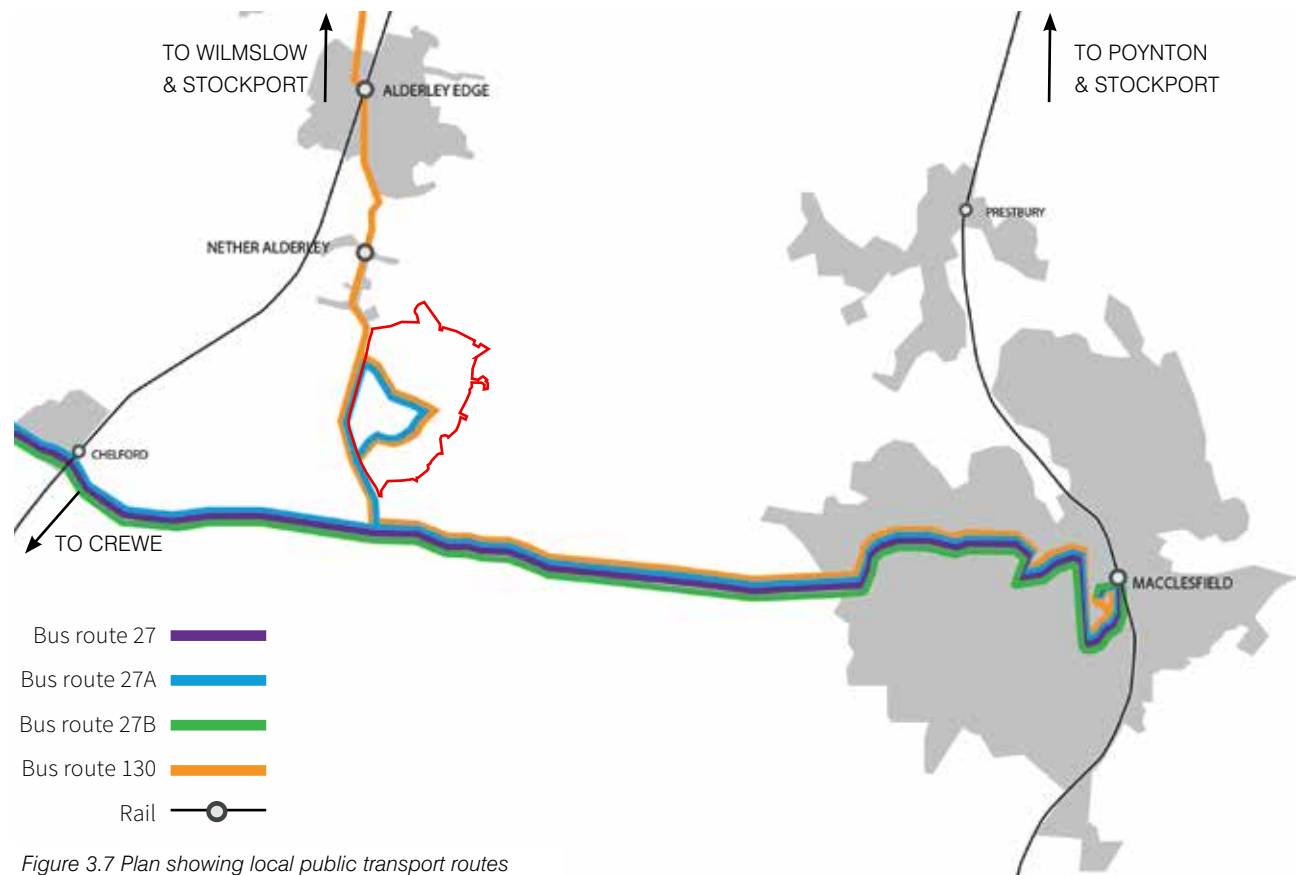 TO WILMSLOW
& STOCKPORT
ALDERLEY EDGE
TO POYNTON
& STOCKPORT
PRESTBURY
NETHER ALDERLEY
CHELFORD
TO CREWE
MACCLESFIELD
Bus route 27
Bus route 27A
Bus route 27B
Bus route 130
Rail
Figure 3.7 Plan showing local public transport routes